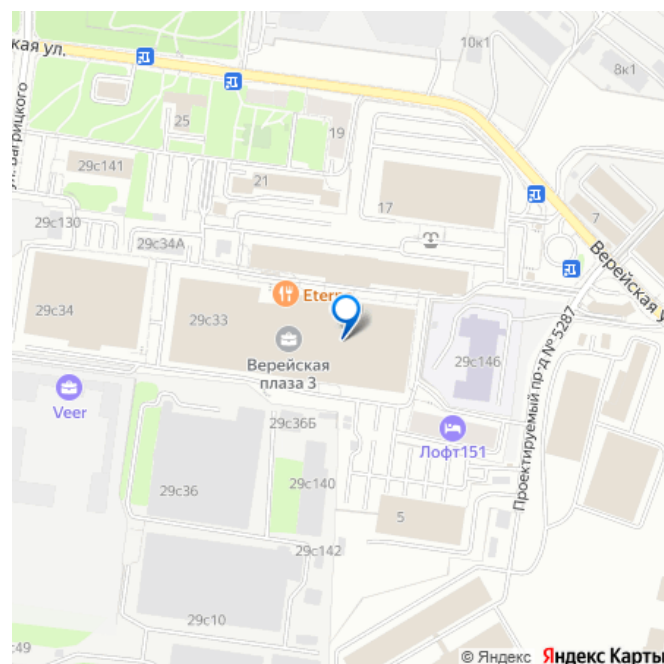 ская ул.
10к1
8к1
ул. Багрицкого
25
19
29с141
21
17
7
29с130
29с34А
Верейская у
29с34
29с33
Верейская
плаза 3
29с146
Проектируемый пр-д № 5287
Veer
29с36Б
Лофт151
29с36
29с140
5
29с142
29с10
с49
© Яндекс Яндекс Карты